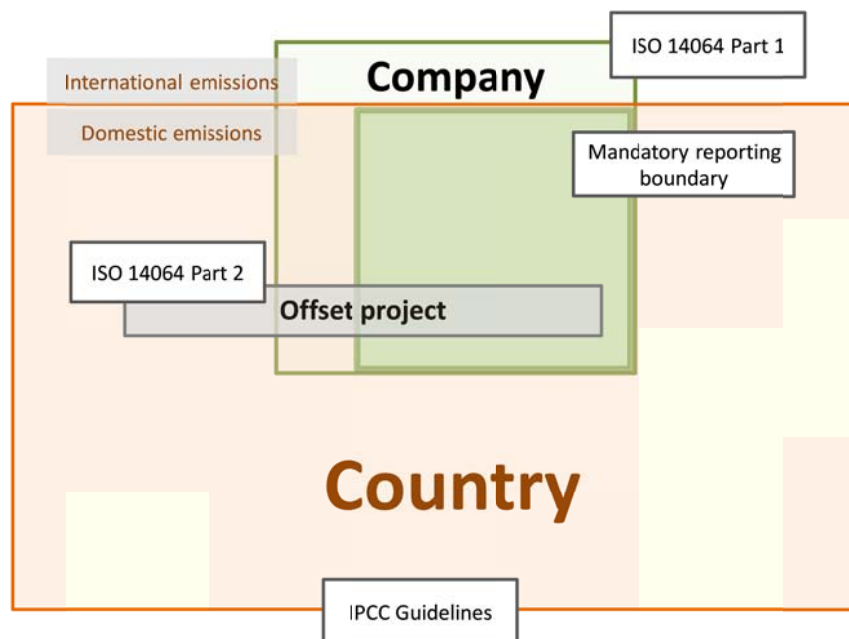 ISO 14064 Part 1
Company
International emissions
Domestic emissions
Mandatory reporting
boundary
ISO 14064 Part 2
Offset project
Country
IPCC Guidelines